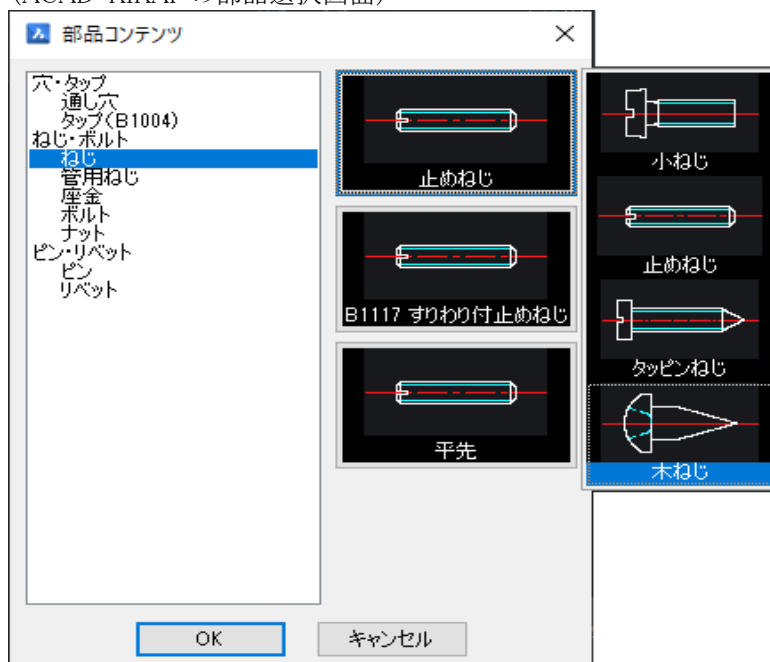 部品コンテンツ
穴・タップ
通し穴
タップ(B1004)
ねじ・ボルト
ねじ
管用ねじ
座金
ボルト
ナット
ピン・リベット
ピン
リベット
止めねじ
B1117 すりわり付止めねじ
平先
小ねじ
止めねじ
タッピンねじ
木ねじ
OK
キャンセル